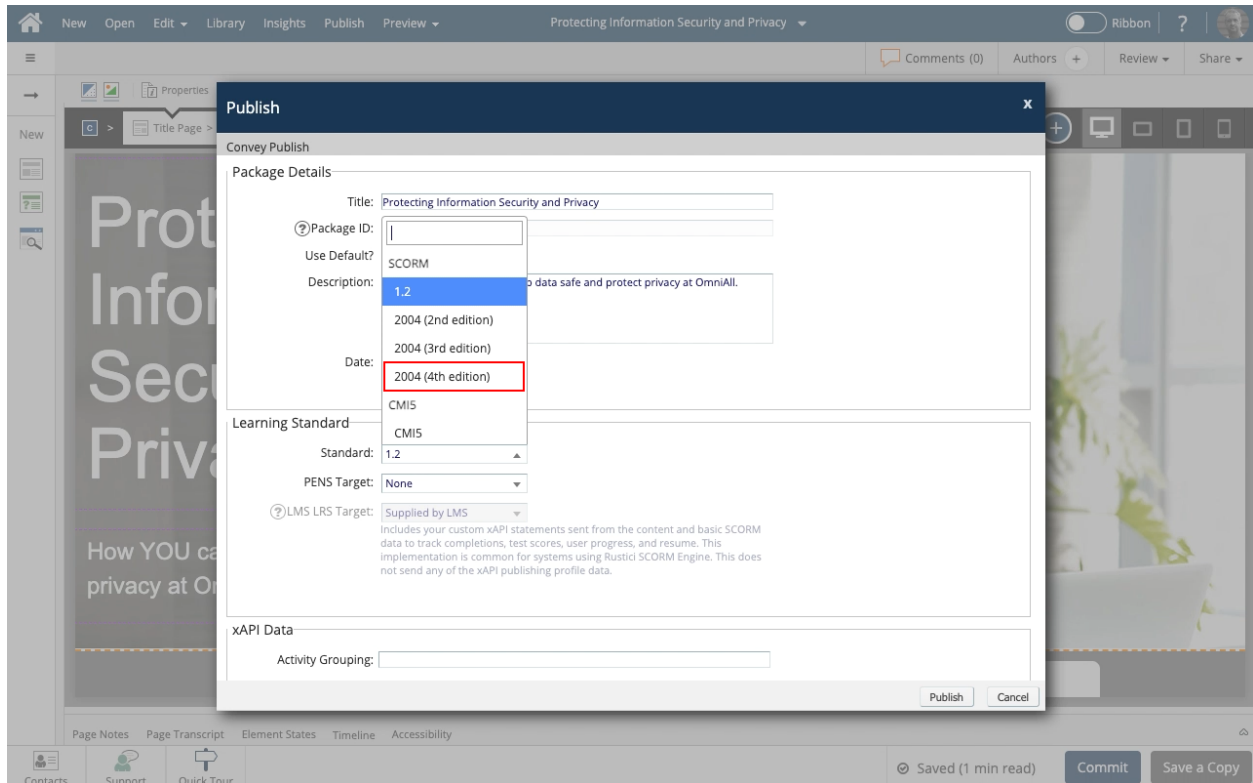 New Open Edit Library Insights Publish Preview Protecting Information Security and Privacy Ribbon ?
Comments (0) Authors + Review Share
Properties
New
C > Title Page >
Publish x
Convey Publish
Package Details
Title: Protecting Information Security and Privacy
? Package ID:
Use Default?
SCORM
Description: data safe and protect privacy at OmniAll.
1.2
2004 (2nd edition)
2004 (3rd edition)
Date:
2004 (4th edition)
CMI5
CMI5
Learning Standard
Standard: 1.2
PENS Target: None
? LMS LRS Target: Supplied by LMS
Includes your custom xAPI statements sent from the content and basic SCORM
data to track completions, test scores, user progress, and resume. This
implementation is common for systems using Rustici SCORM Engine. This does
not send any of the xAPI publishing profile data.
xAPI Data
Activity Grouping:
Publish Cancel
Prot
Infor
Secu
Priva
How YOU ca
privacy at Or
Page Notes Page Transcript Element States Timeline Accessibility
Contacts Support Quick Tour Saved (1 min read) Commit Save a Copy